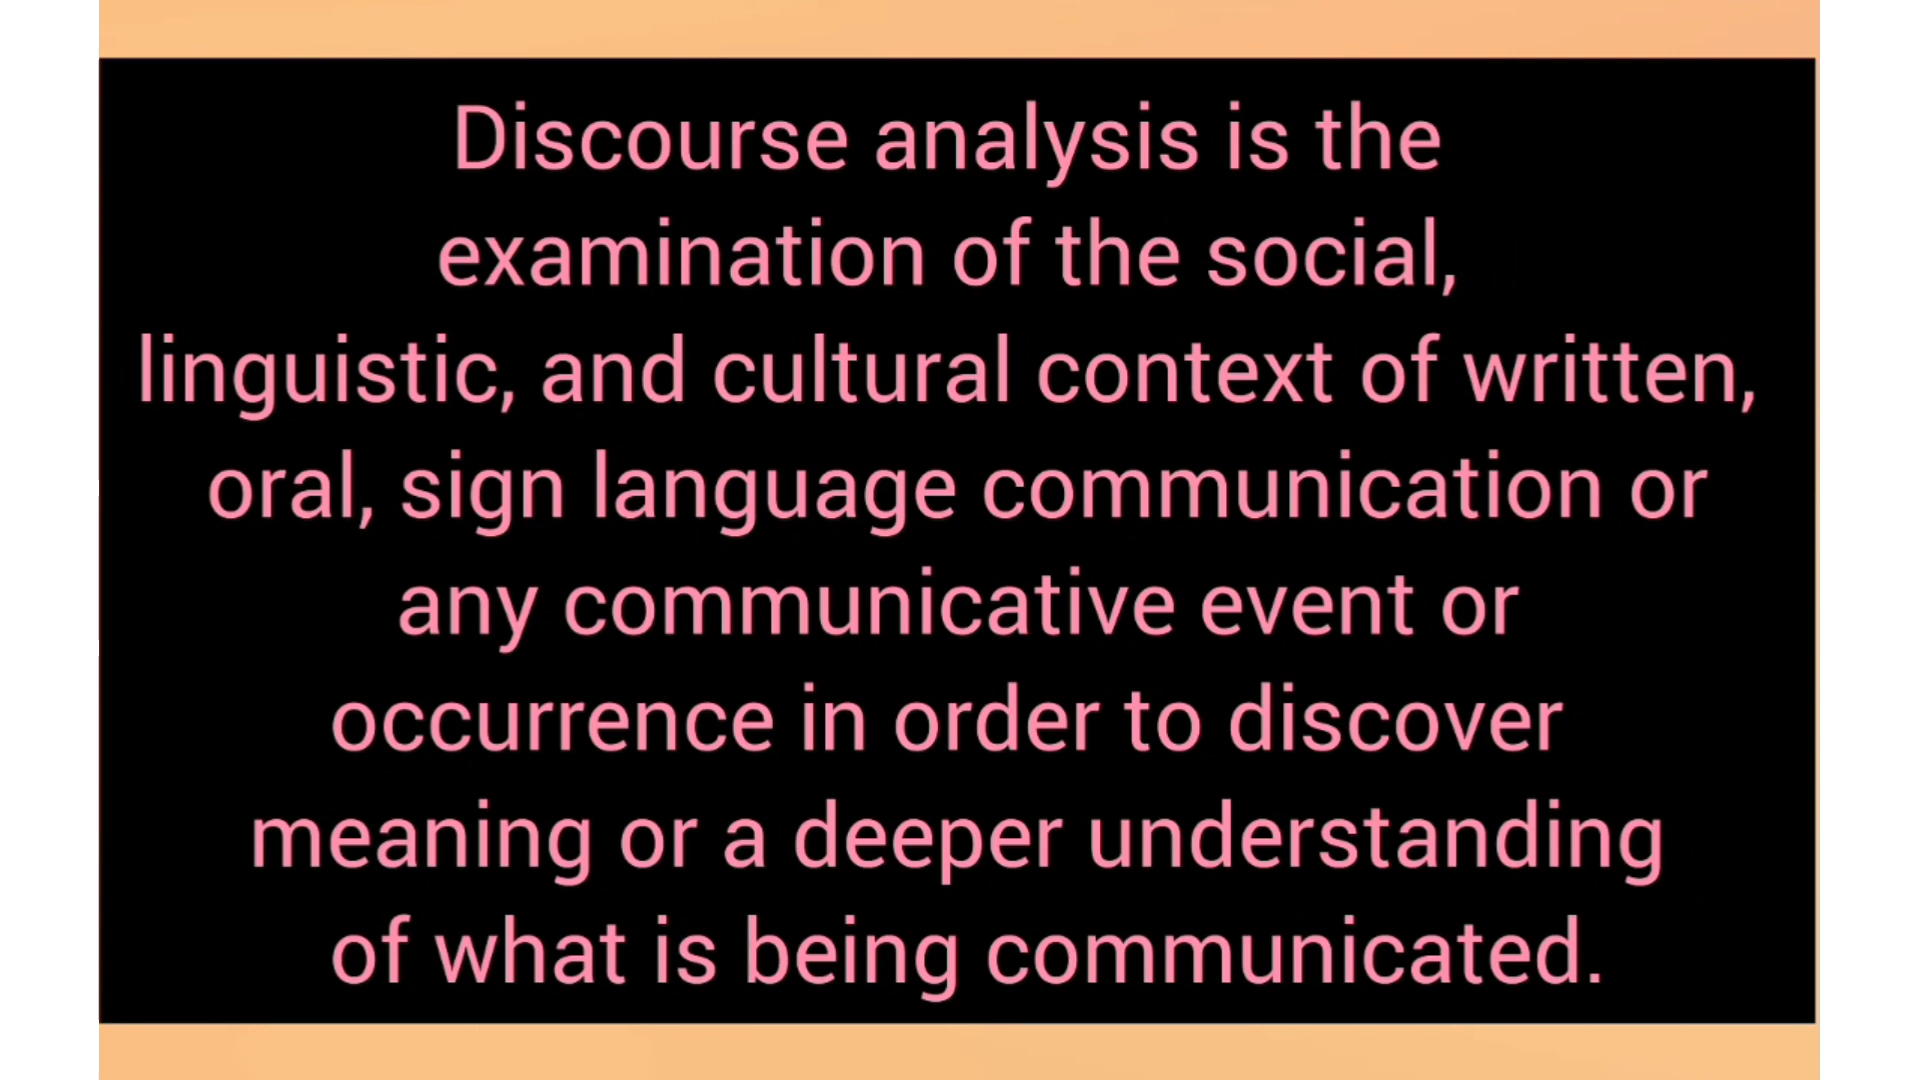 Discourse analysis is the
examination of the social,
linguistic, and cultural context of written,
oral, sign language communication or
any communicative event or
occurrence in order to discover
meaning or a deeper understanding
of what is being communicated.